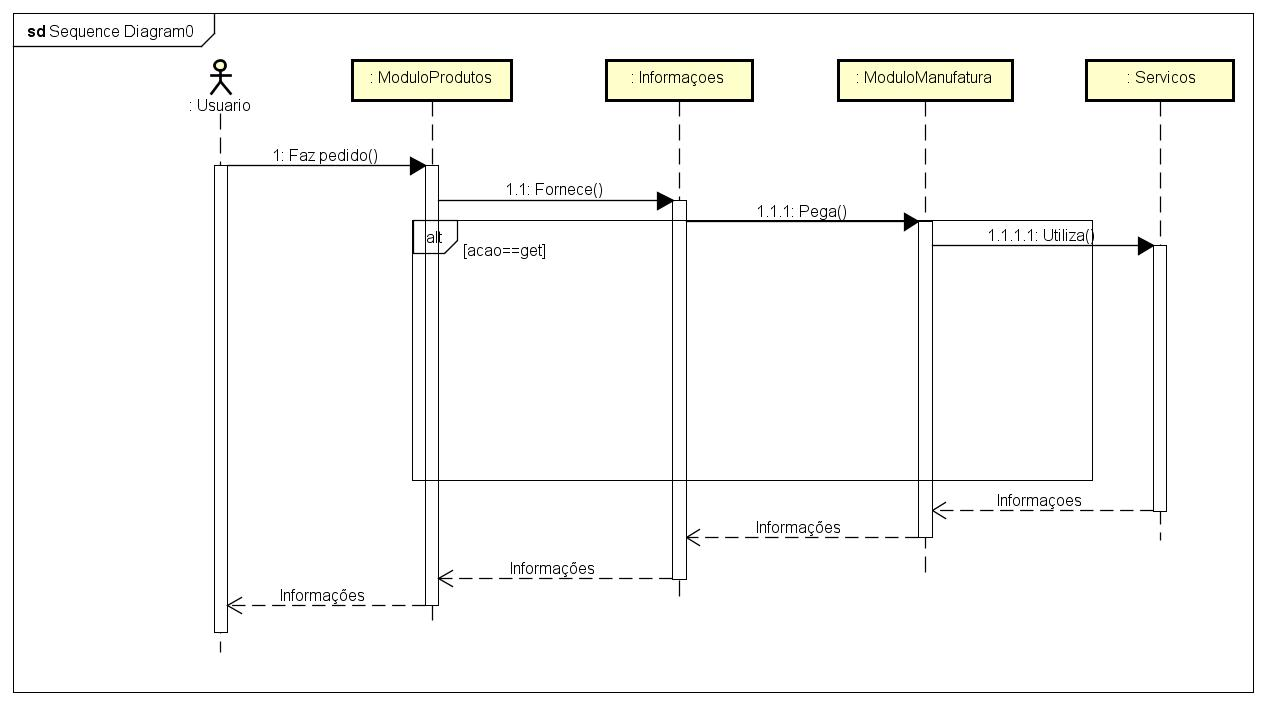 sd Sequence Diagram0
: Usuario
: ModuloProdutos
: Informaçoes
: ModuloManufatura
: Servicos
1: Faz pedido()
1.1: Fornece()
1.1.1: Pega()
1.1.1.1: Utiliza()
alt
[acao==get]
Informaçoes
Informações
Informações
Informações